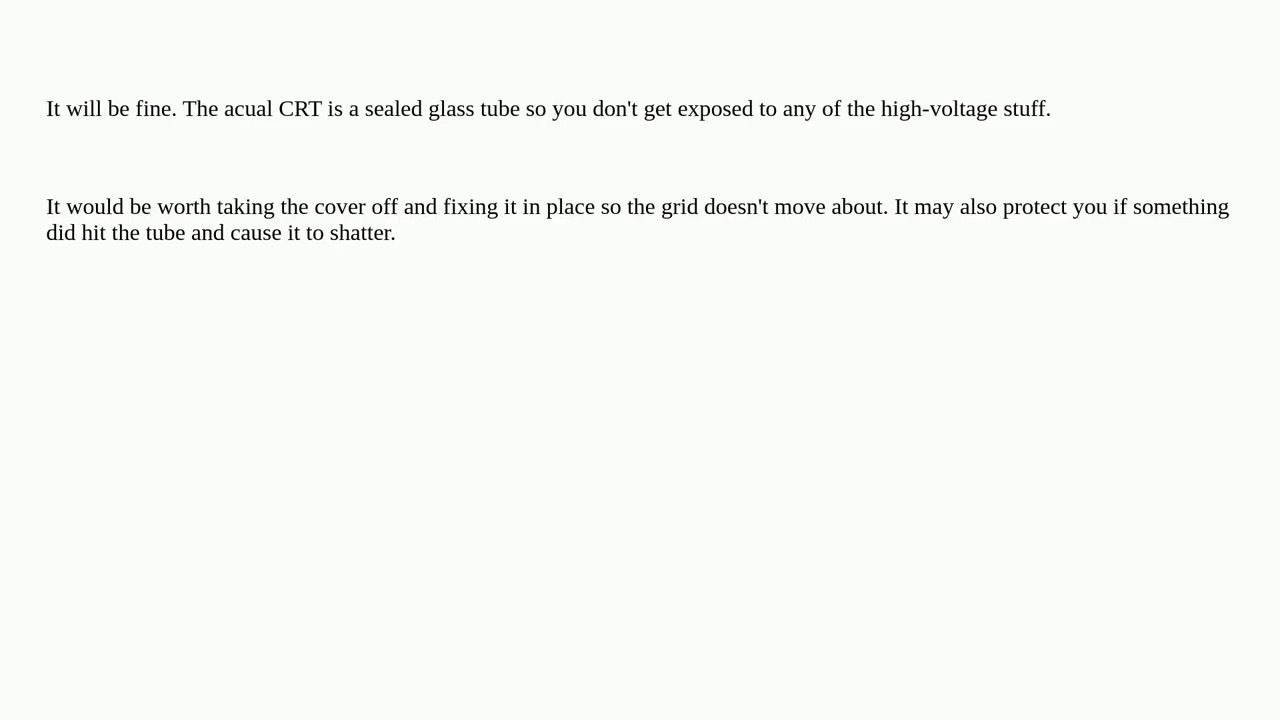 It will be fine. The acual CRT is a sealed glass tube so you don't get exposed to any of the high-voltage stuff.
It would be worth taking the cover off and fixing it in place so the grid doesn't move about. It may also protect you if something
did hit the tube and cause it to shatter.